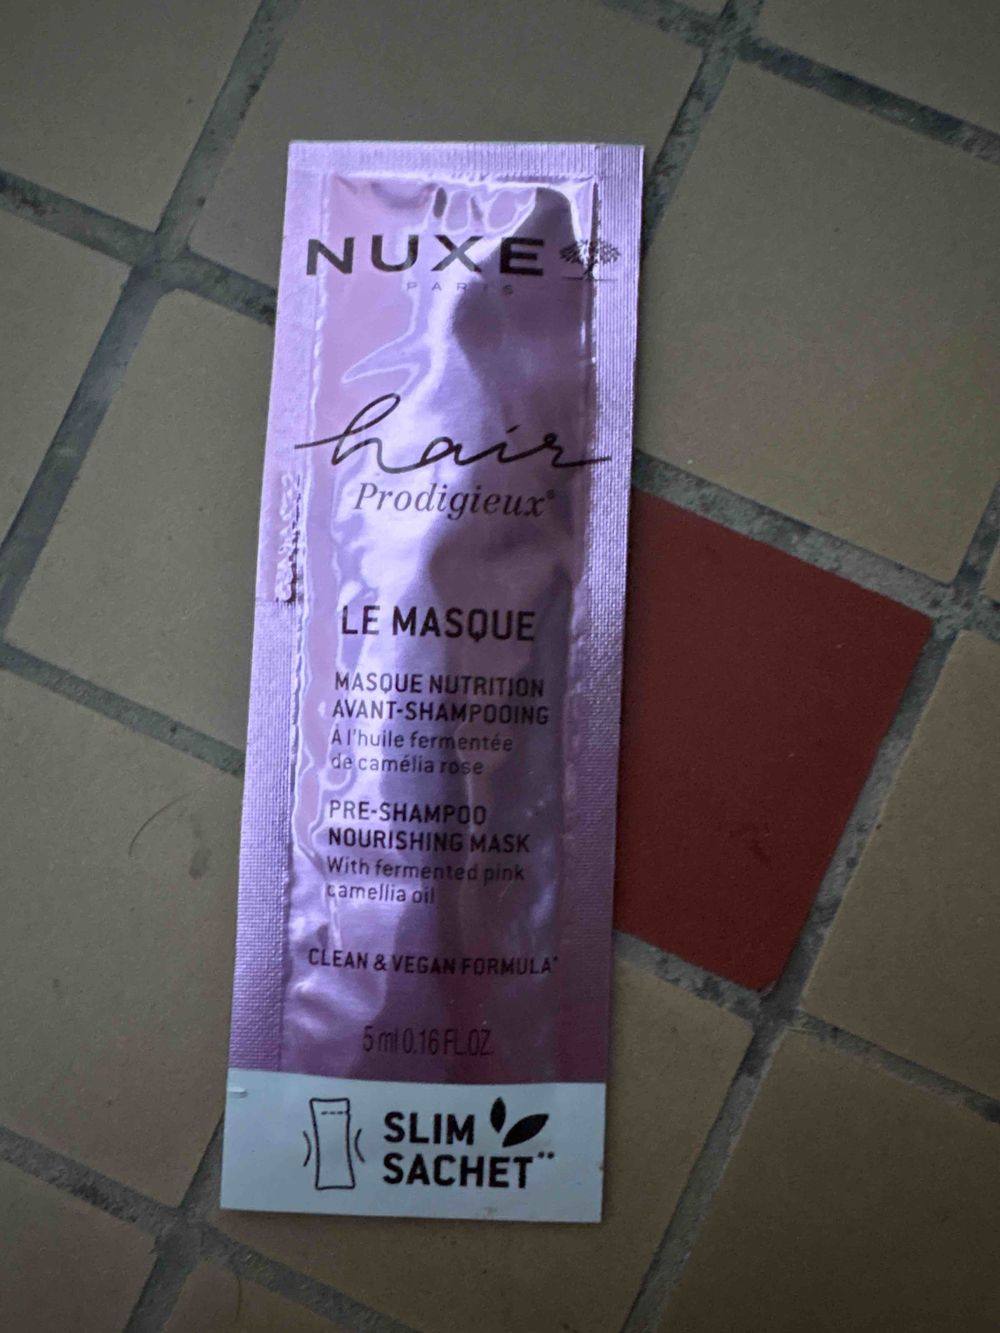 NUXE
PARIS
hair
Prodigieux®
LE MASQUE
MASQUE NUTRITION
AVANT-SHAMPOOING
À l'huile fermentée
de camélia rose
PRE-SHAMPOO
NOURISHING MASK
With fermented pink
camellia oil
CLEAN & VEGAN FORMULA*
5 ml 0.16 FL.OZ.
SLIM
SACHET**